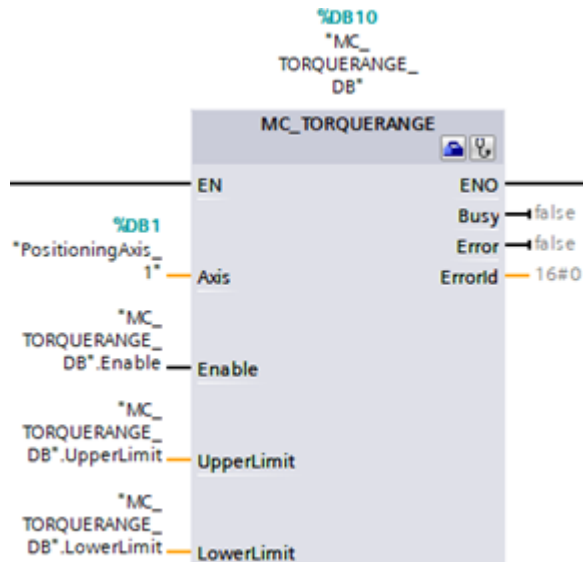 %DB10
"MC_
TORQUERANGE_
DB"
MC_TORQUERANGE
EN
ENO
Busy
false
Error
false
%DB1
"PositioningAxis_
1"
Axis
ErrorId
16#0
"MC_
TORQUERANGE_
DB".Enable
Enable
"MC_
TORQUERANGE_
DB".UpperLimit
UpperLimit
"MC_
TORQUERANGE_
DB".LowerLimit
LowerLimit